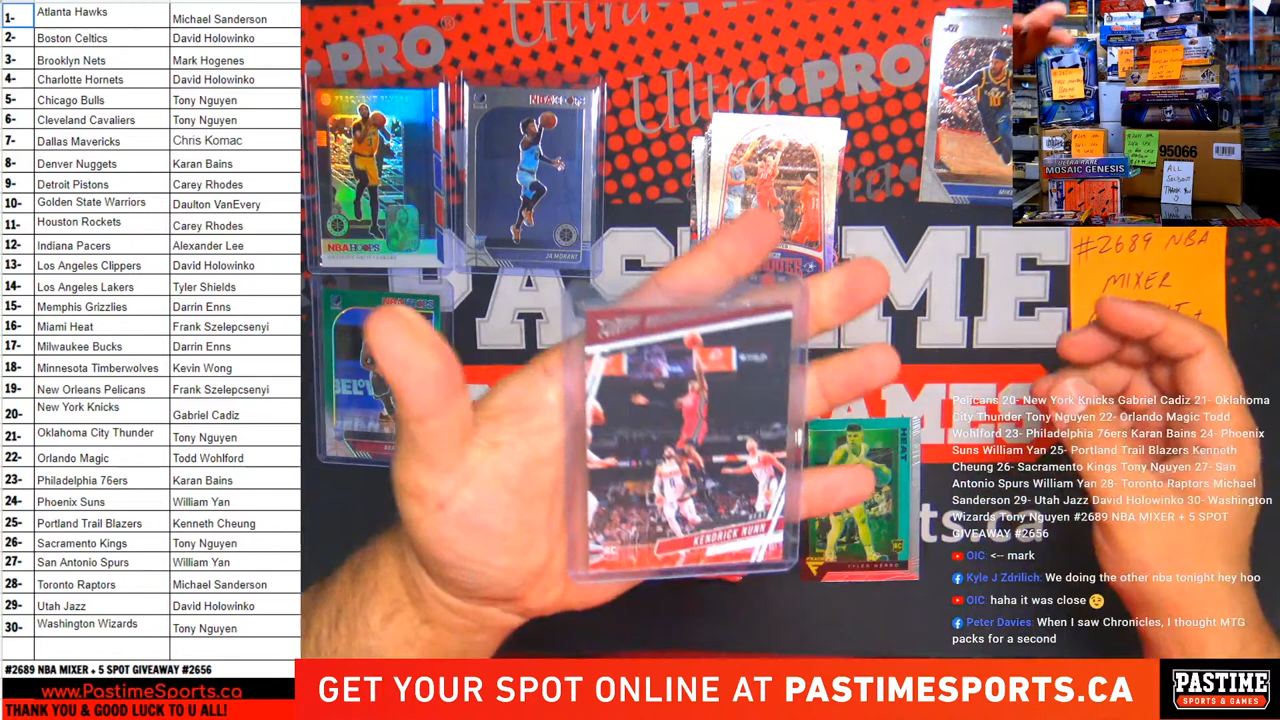 1- Atlanta Hawks Michael Sanderson
2- Boston Celtics David Holowinko
3- Brooklyn Nets Mark Hogenes
4- Charlotte Hornets David Holowinko
5- Chicago Bulls Tony Nguyen
6- Cleveland Cavaliers Tony Nguyen
7- Dallas Mavericks Chris Komac
8- Denver Nuggets Karan Bains
9- Detroit Pistons Carey Rhodes
10- Golden State Warriors Daulton VanEvery
11- Houston Rockets Carey Rhodes
12- Indiana Pacers Alexander Lee
13- Los Angeles Clippers David Holowinko
14- Los Angeles Lakers Tyler Shields
15- Memphis Grizzlies Darrin Enns
16- Miami Heat Frank Szelepcsenyi
17- Milwaukee Bucks Darrin Enns
18- Minnesota Timberwolves Kevin Wong
19- New Orleans Pelicans Frank Szelepcsenyi
20- New York Knicks Gabriel Cadiz
21- Oklahoma City Thunder Tony Nguyen
22- Orlando Magic Todd Wohlford
23- Philadelphia 76ers Karan Bains
24- Phoenix Suns William Yan
25- Portland Trail Blazers Kenneth Cheung
26- Sacramento Kings Tony Nguyen
27- San Antonio Spurs William Yan
28- Toronto Raptors Michael Sanderson
29- Utah Jazz David Holowinko
30- Washington Wizards Tony Nguyen
#2689 NBA MIXER + 5 SPOT GIVEAWAY #2656
www.PastimeSports.ca
THANK YOU & GOOD LUCK TO U ALL!
Ultra PRO
NBA HOOPS
JA MORANT
NBA HOOPS
KENDRICK NUNN
RC
HEAT
RC
TYLER HERRO
95066
ULTRA RARE
MOSAIC GENESIS
ALL
THANK
#2689 NBA
MIXER
Pelicans 20- New York Knicks Gabriel Cadiz 21- Oklahoma
City Thunder Tony Nguyen 22- Orlando Magic Todd
Wohlford 23- Philadelphia 76ers Karan Bains 24- Phoenix
Suns William Yan 25- Portland Trail Blazers Kenneth
Cheung 26- Sacramento Kings Tony Nguyen 27- San
Antonio Spurs William Yan 28- Toronto Raptors Michael
Sanderson 29- Utah Jazz David Holowinko 30- Washington
Wizards Tony Nguyen #2689 NBA MIXER + 5 SPOT
GIVEAWAY #2656
OIC: <-- mark
Kyle J Zdrilich: We doing the other nba tonight hey hoo
OIC: haha it was close 😉
Peter Davies: When I saw Chronicles, I thought MTG
packs for a second
GET YOUR SPOT ONLINE AT PASTIMESPORTS.CA
PASTIME
SPORTS & GAMES